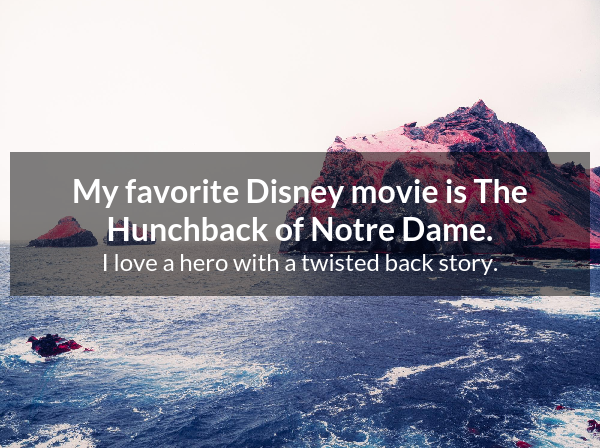 My favorite Disney movie is The
Hunchback of Notre Dame.
I love a hero with a twisted back story.